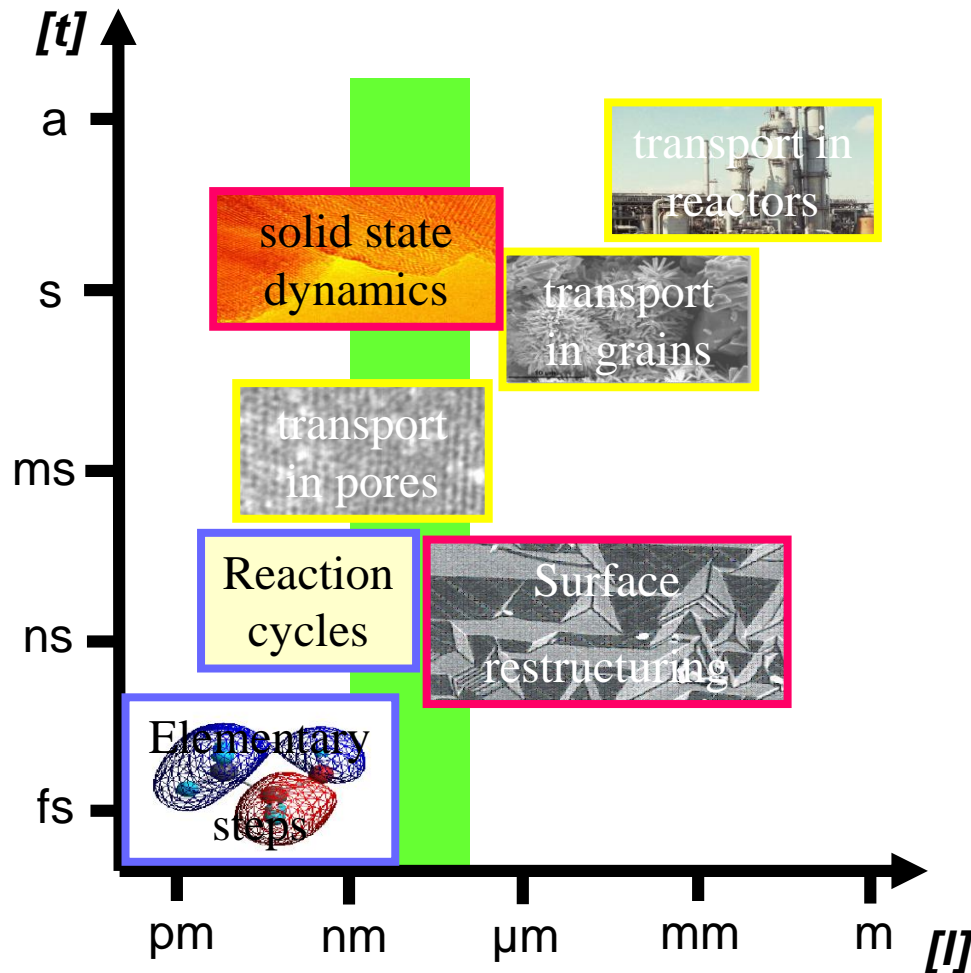 [t]
a
transport in
reactors
solid state
dynamics
s
transport
in grains
transport
in pores
ms
Reaction
cycles
Surface
restructuring
ns
Elementary
steps
fs
pm
nm
µm
mm
m
[l]